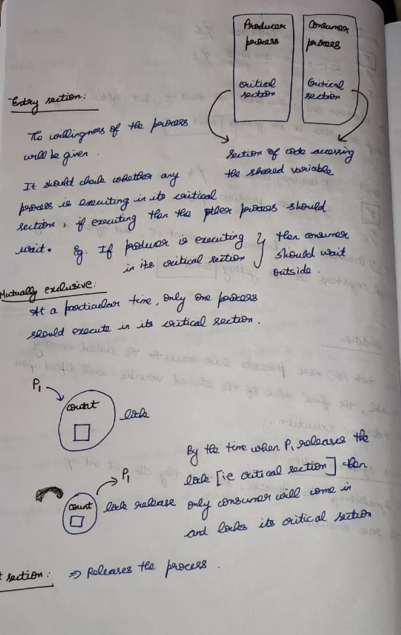 Producer
process
critical
section
Consumer
process
Critical
section
Section of code accessing
the shared variable
Entry section:
The willingness of the process
will be given.
It should check whether any
process is executing in its critical
section, if executing then the other process should
wait. Eg. If producer is executing
in its critical section } then consumer
should wait
outside
Mutually exclusive:
At a particular time, only one process
should execute in its critical section.
P1
count
lock
P1
count
lock release
By the time when P1 releases the
lock [ie critical section] then
only consumer will come in
and locks its critical section
t section: ⇒ Releases the process.